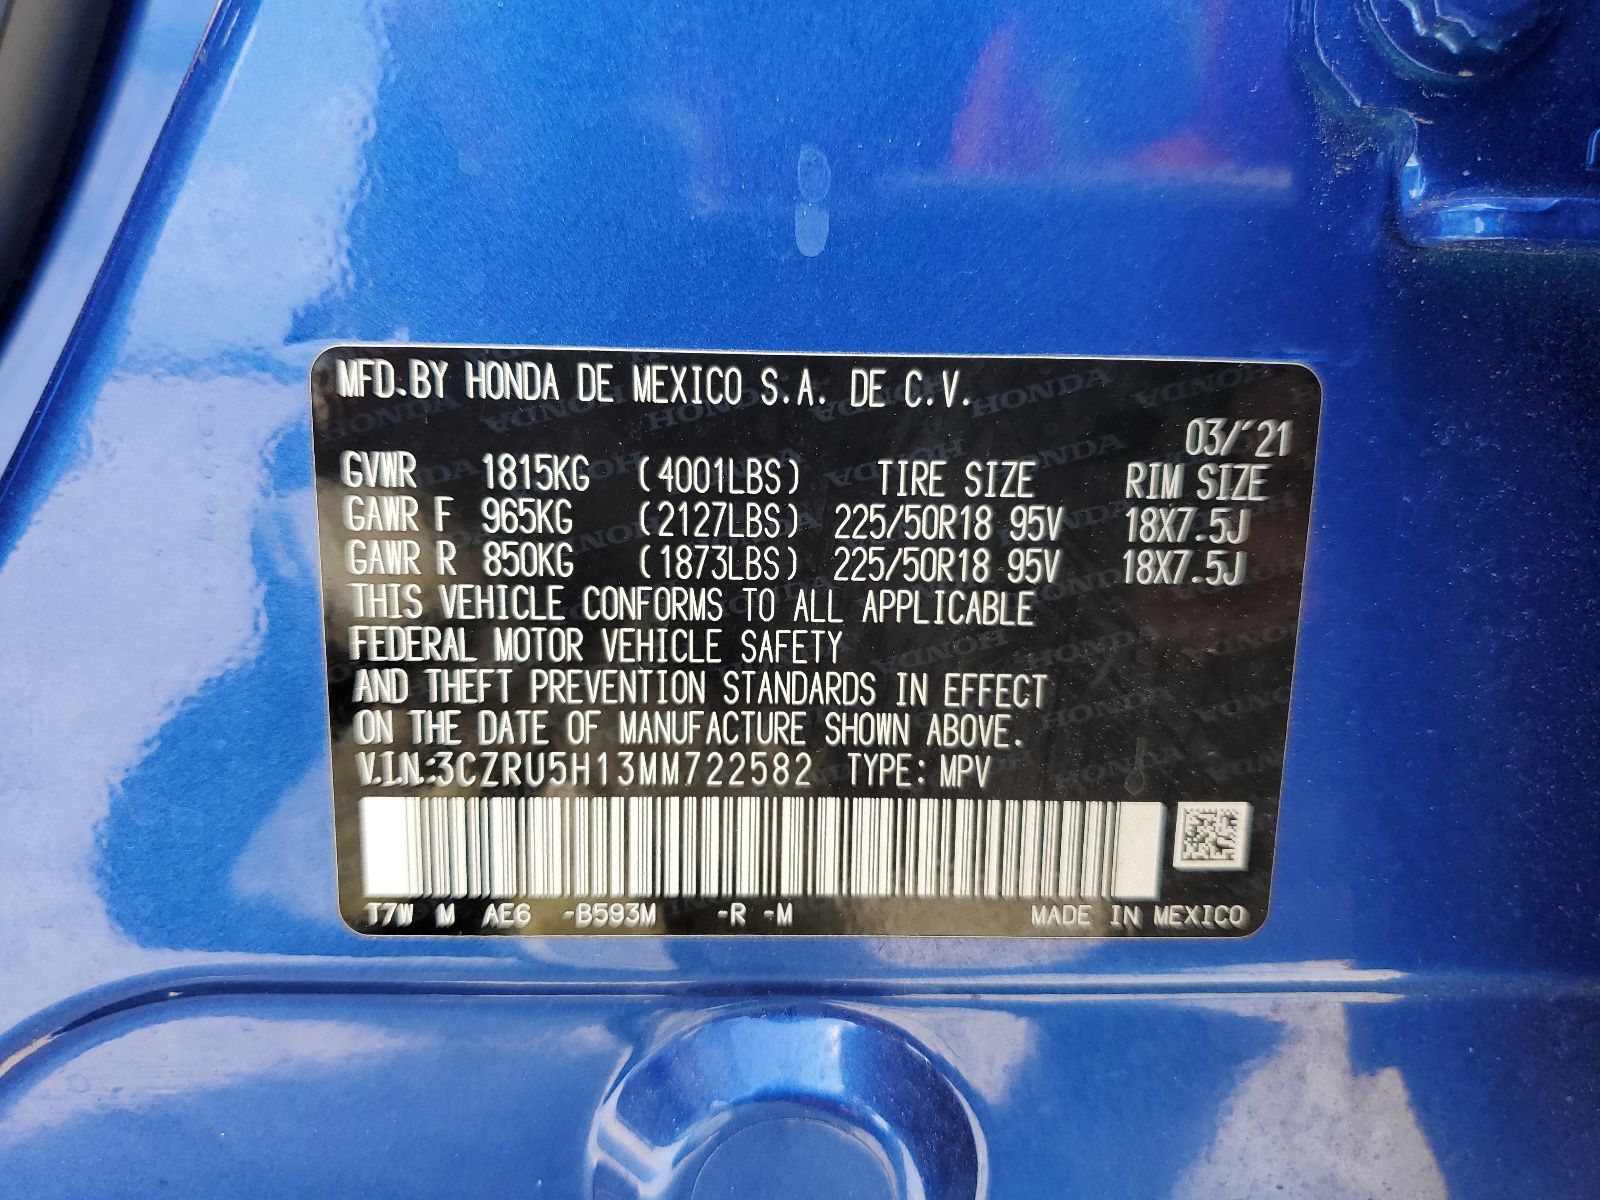 MFD.BY HONDA DE MEXICO S.A. DE C.V.
03/'21
GVWR 1815KG (4001LBS) TIRE SIZE RIM SIZE
GAWR F 965KG (2127LBS) 225/50R18 95V 18X7.5J
GAWR R 850KG (1873LBS) 225/50R18 95V 18X7.5J
THIS VEHICLE CONFORMS TO ALL APPLICABLE
FEDERAL MOTOR VEHICLE SAFETY
AND THEFT PREVENTION STANDARDS IN EFFECT
ON THE DATE OF MANUFACTURE SHOWN ABOVE.
V.I.N.:3CZRU5H13MM722582 TYPE: MPV
T7W M AE6 -B593M -R -M MADE IN MEXICO